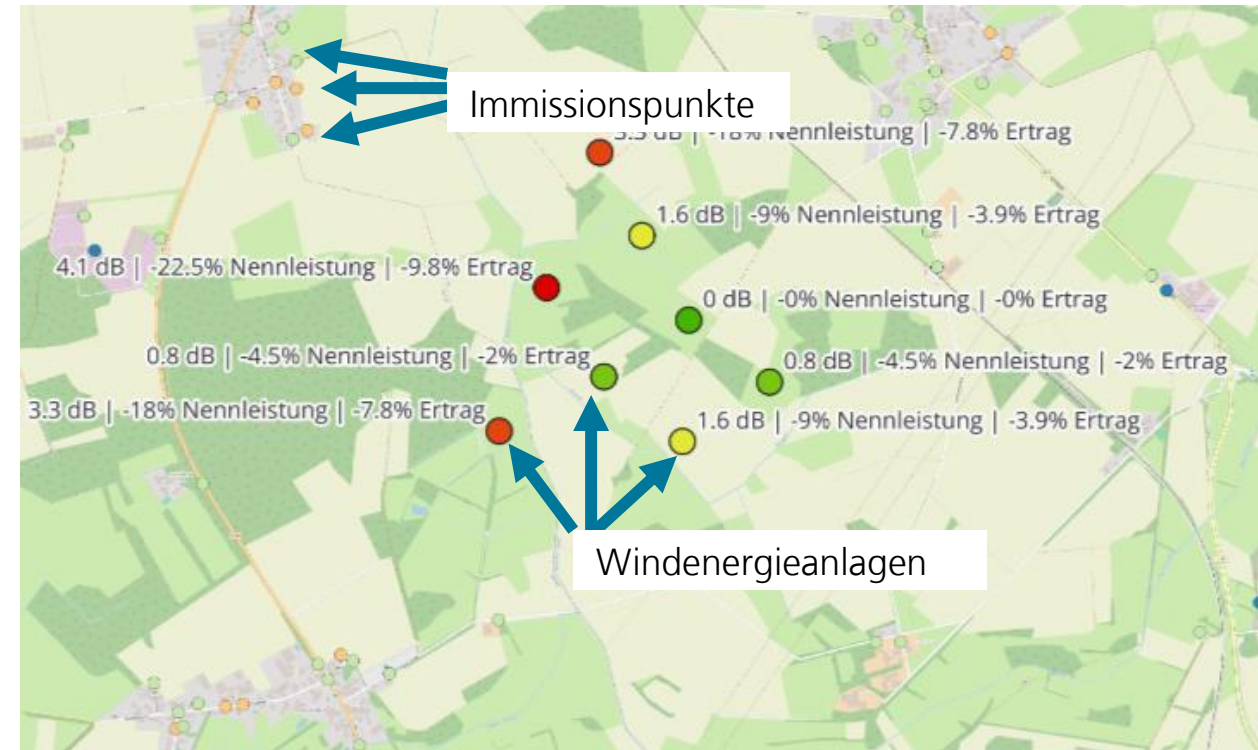 Immissionspunkte
3.3 dB | -18% Nennleistung | -7.8% Ertrag
1.6 dB | -9% Nennleistung | -3.9% Ertrag
4.1 dB | -22.5% Nennleistung | -9.8% Ertrag
0 dB | -0% Nennleistung | -0% Ertrag
0.8 dB | -4.5% Nennleistung | -2% Ertrag
0.8 dB | -4.5% Nennleistung | -2% Ertrag
3.3 dB | -18% Nennleistung | -7.8% Ertrag
1.6 dB | -9% Nennleistung | -3.9% Ertrag
Windenergieanlagen